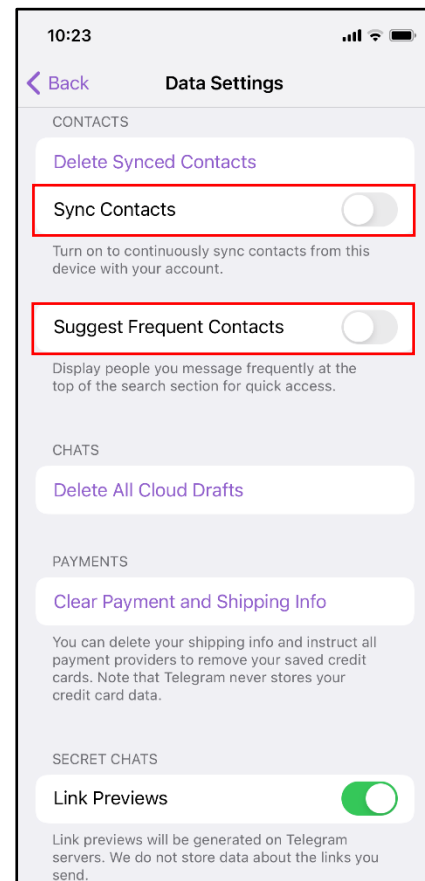 10:23
Back
Data Settings
CONTACTS
Delete Synced Contacts
Sync Contacts
Turn on to continuously sync contacts from this
device with your account.
Suggest Frequent Contacts
Display people you message frequently at the
top of the search section for quick access.
CHATS
Delete All Cloud Drafts
PAYMENTS
Clear Payment and Shipping Info
You can delete your shipping info and instruct all
payment providers to remove your saved credit
cards. Note that Telegram never stores your
credit card data.
SECRET CHATS
Link Previews
Link previews will be generated on Telegram
servers. We do not store data about the links you
send.